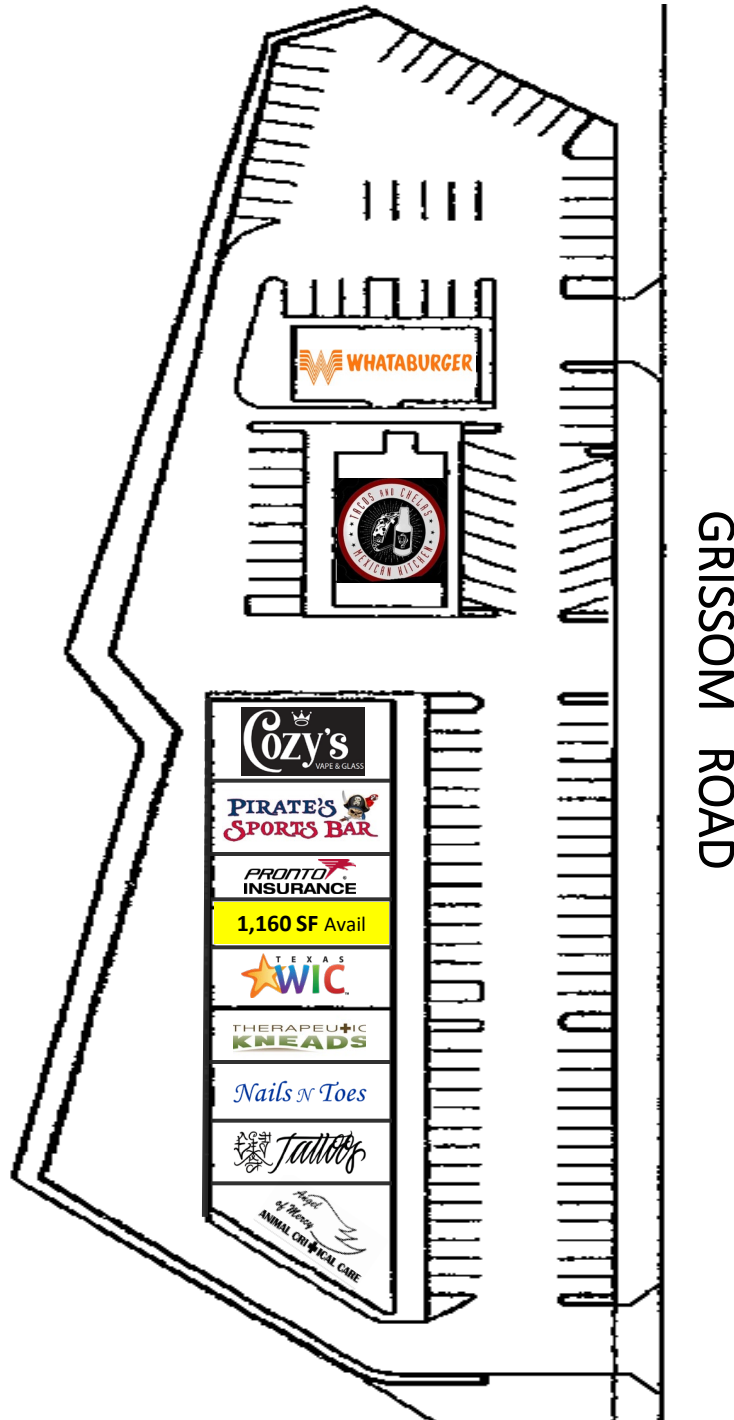 WHATABURGER
TACOS AND CHELAS
MEXICAN KITCHEN
GRISSOM ROAD
Cozy's
VAPE & GLASS
PIRATE'S
SPORTS BAR
PRONTO
INSURANCE
1,160 SF Avail
TEXAS
WIC
THERAPEUTIC
KNEADS
Nails N Toes
Tattoos
Angel
of Mercy
ANIMAL CRITICAL CARE